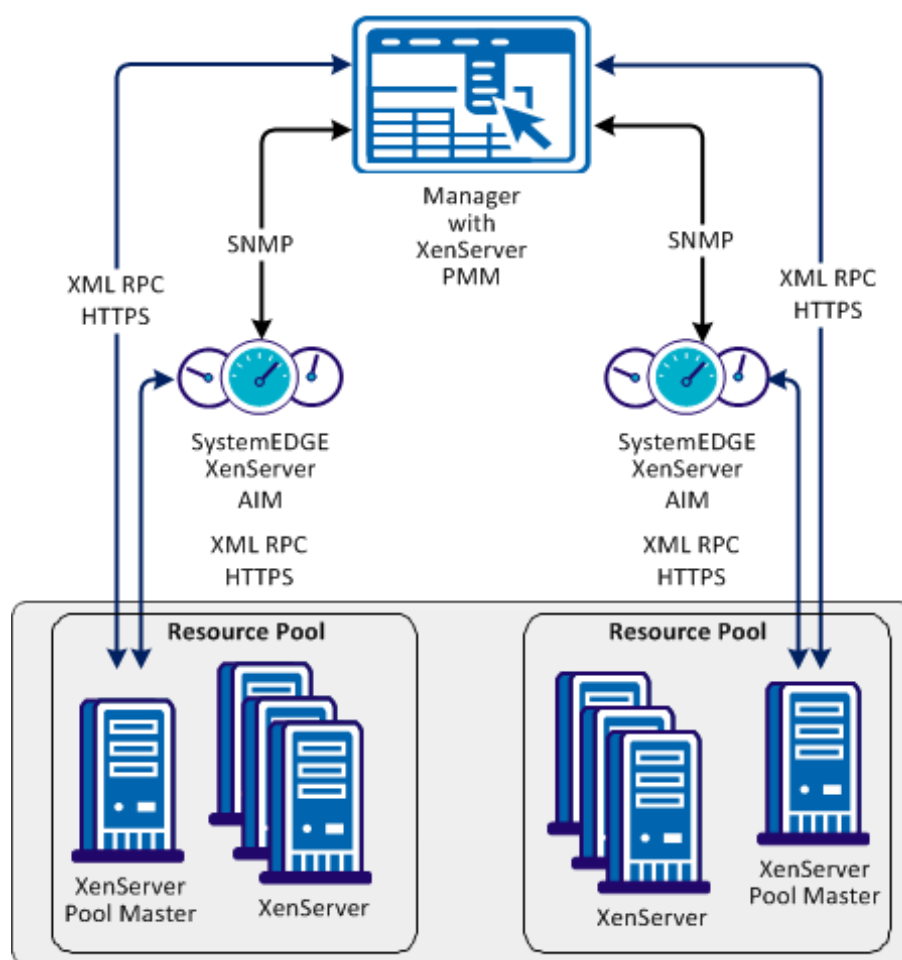 Manager
with
XenServer
PMM
SNMP
SNMP
XML RPC
HTTPS
XML RPC
HTTPS
SystemEDGE
XenServer
AIM
SystemEDGE
XenServer
AIM
XML RPC
HTTPS
XML RPC
HTTPS
Resource Pool
Resource Pool
XenServer
Pool Master
XenServer
XenServer
XenServer
Pool Master